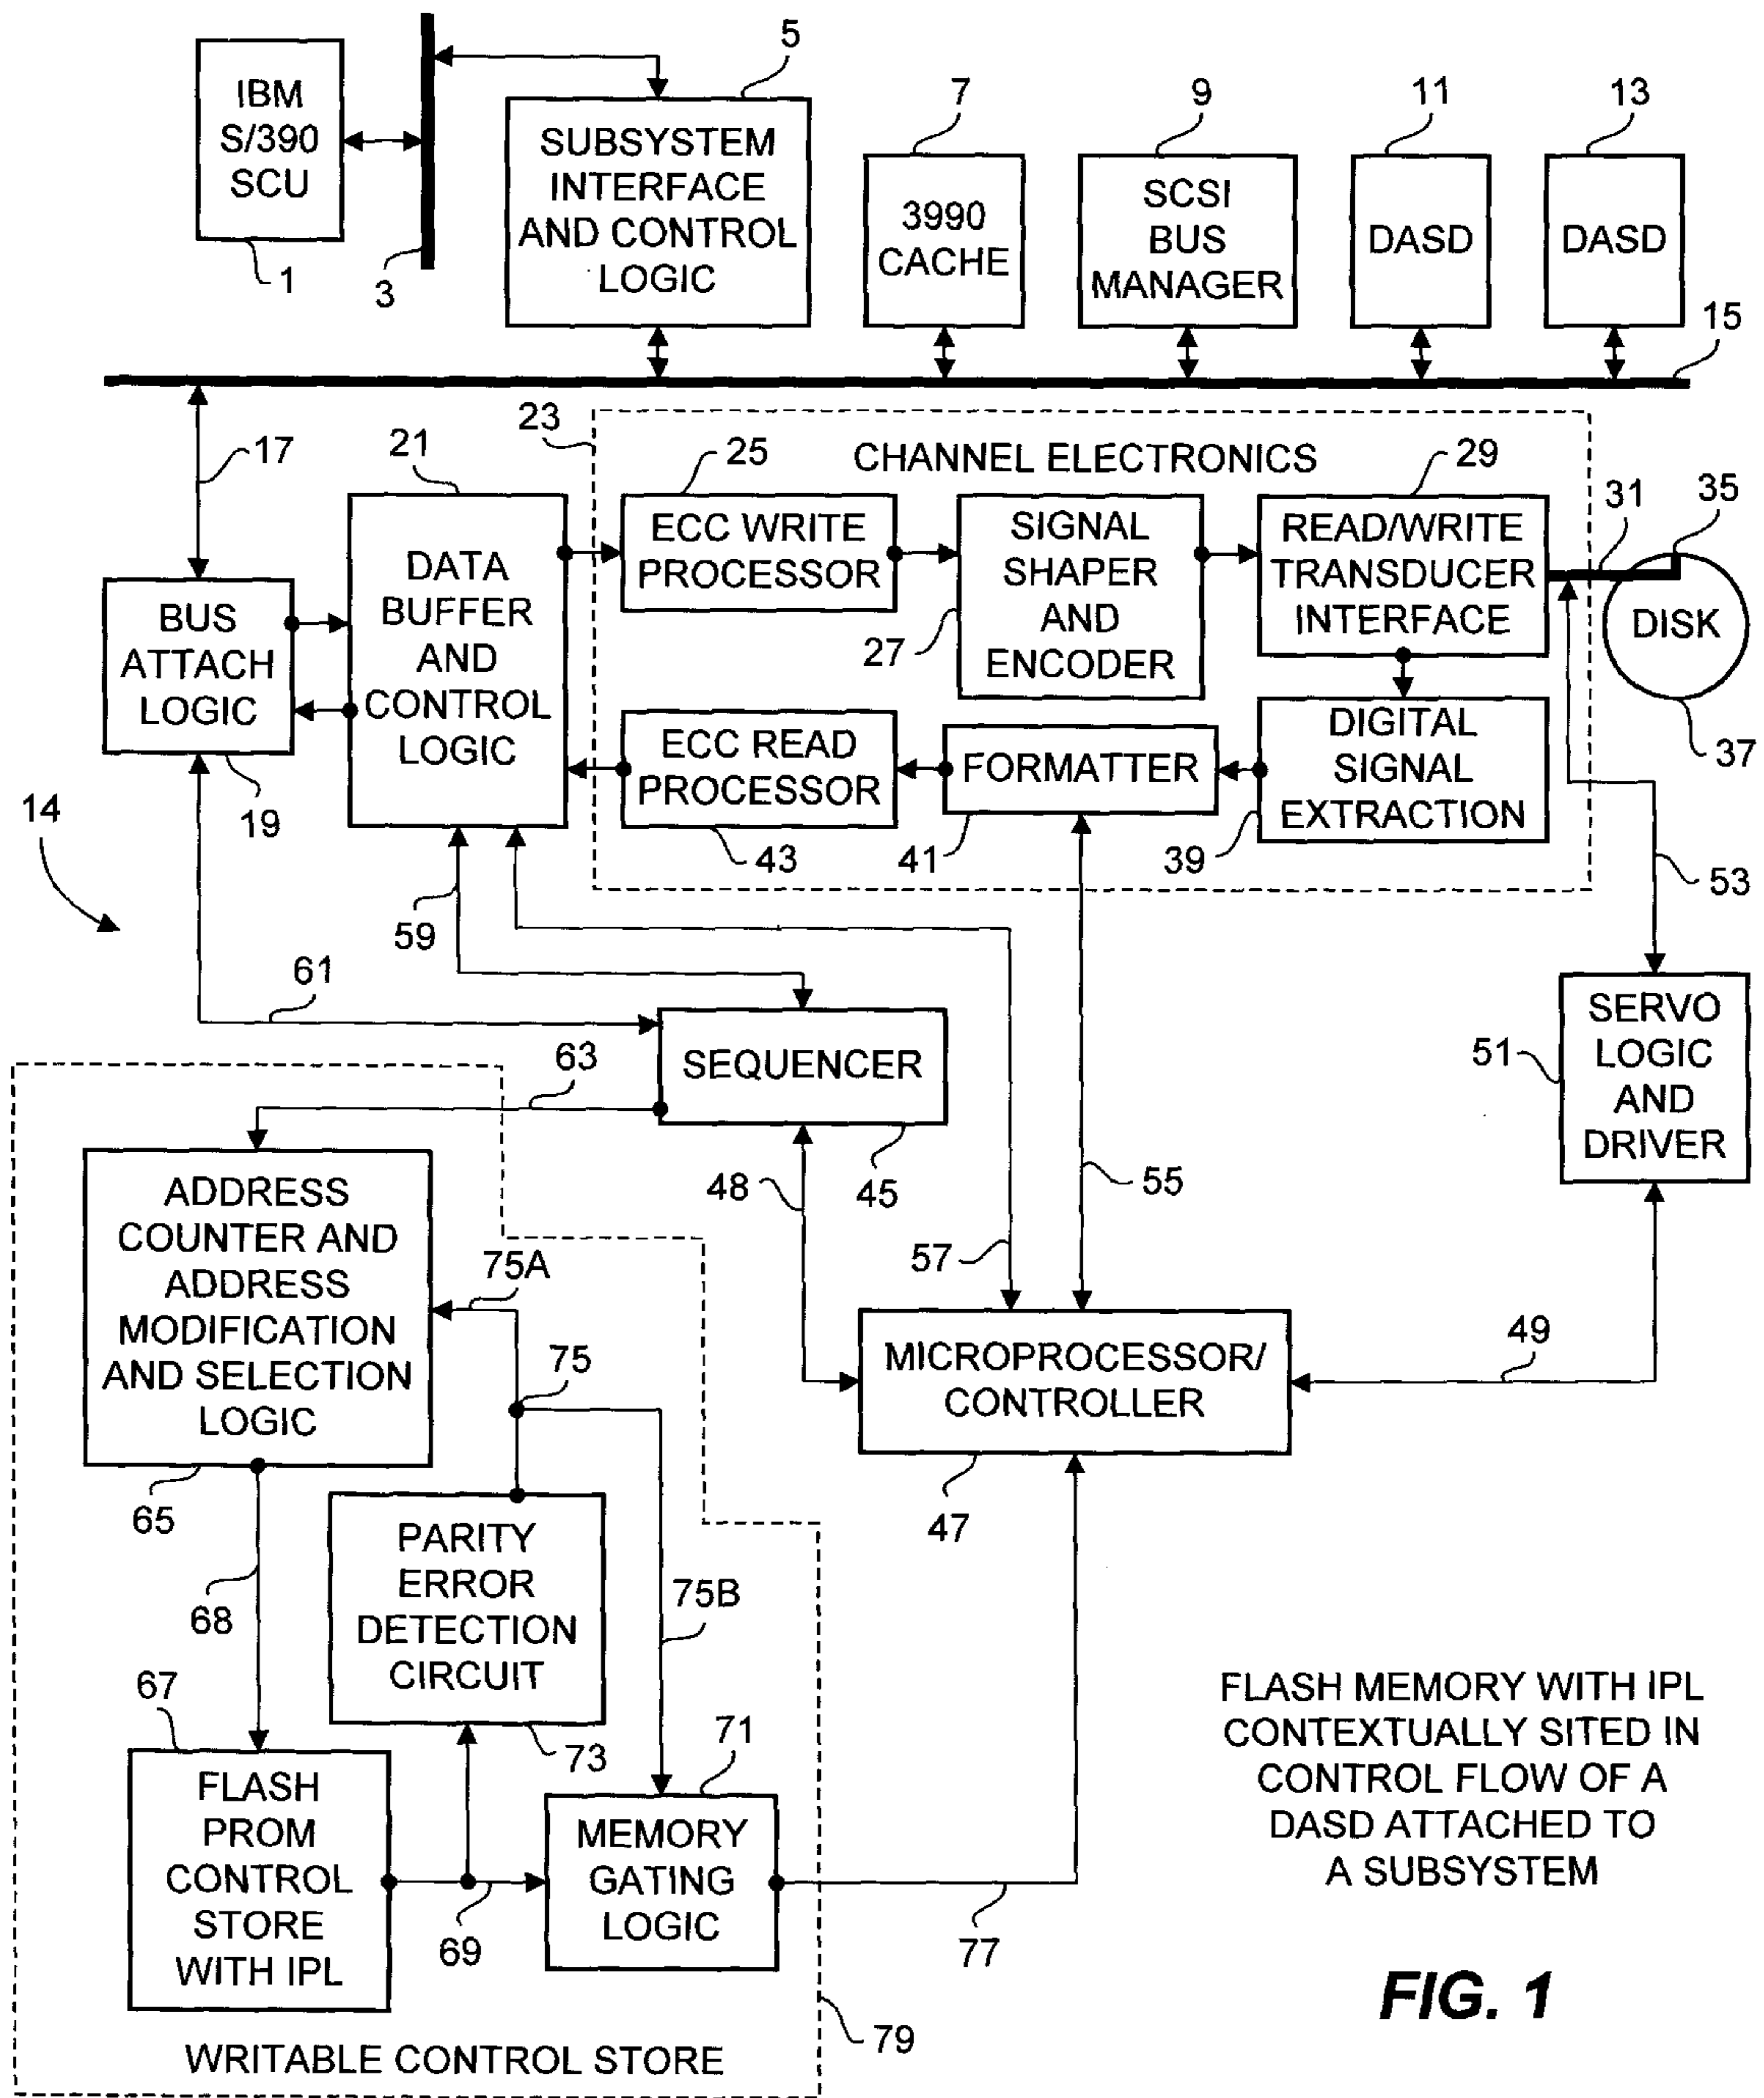 5
7
9
11
13
IBM
S/390
SCU
SUBSYSTEM
INTERFACE
AND CONTROL
LOGIC
3990
CACHE
SCSI
BUS
MANAGER
DASD
DASD
1
3
15
23
17
21
25
CHANNEL ELECTRONICS
29
31
35
BUS
ATTACH
LOGIC
DATA
BUFFER
AND
CONTROL
LOGIC
ECC WRITE
PROCESSOR
SIGNAL
SHAPER
AND
ENCODER
READ/WRITE
TRANSDUCER
INTERFACE
DISK
27
ECC READ
PROCESSOR
FORMATTER
DIGITAL
SIGNAL
EXTRACTION
37
14
19
43
41
39
53
59
61
SEQUENCER
SERVO
LOGIC
AND
DRIVER
51
63
45
48
55
57
ADDRESS
COUNTER AND
ADDRESS
MODIFICATION
AND SELECTION
LOGIC
75A
75
MICROPROCESSOR/
CONTROLLER
49
65
47
PARITY
ERROR
DETECTION
CIRCUIT
75B
68
67
73
71
FLASH
PROM
CONTROL
STORE
WITH IPL
69
MEMORY
GATING
LOGIC
77
FLASH MEMORY WITH IPL
CONTEXTUALLY SITED IN
CONTROL FLOW OF A
DASD ATTACHED TO
A SUBSYSTEM
WRITABLE CONTROL STORE
79
FIG. 1